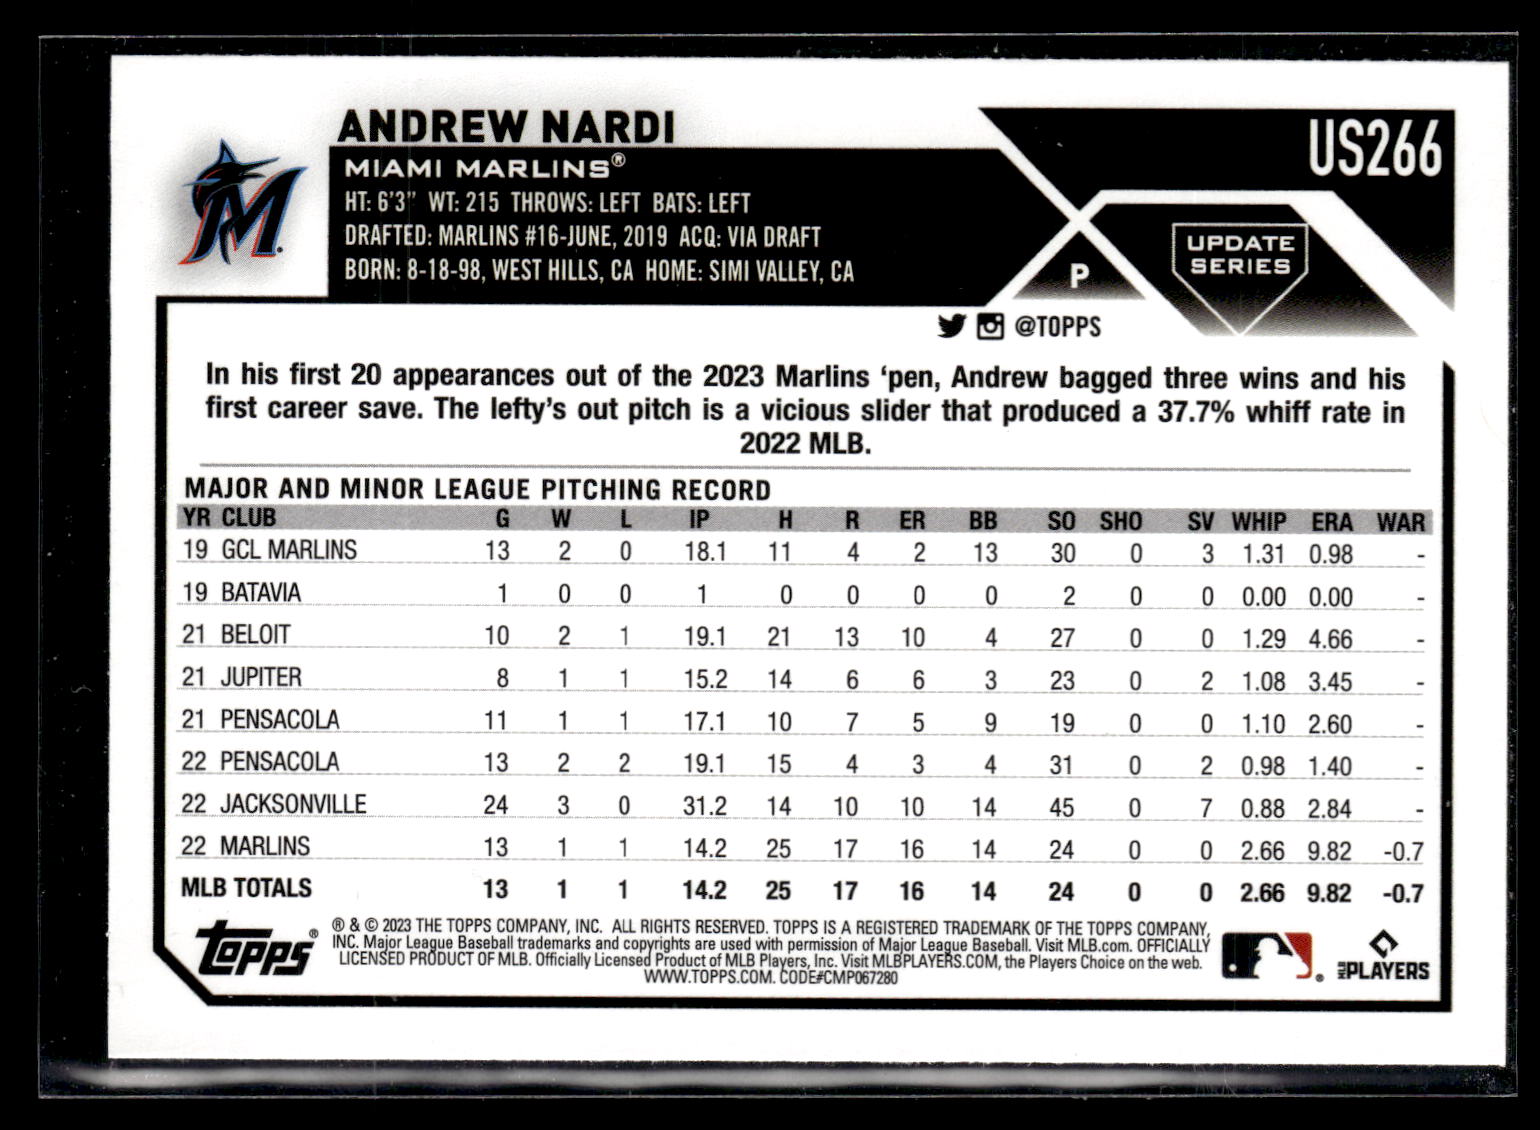 ANDREW NARDI
US266
MIAMI MARLINS®
HT: 6'3" WT: 215 THROWS: LEFT BATS: LEFT
DRAFTED: MARLINS #16-JUNE, 2019 ACQ: VIA DRAFT
BORN: 8-18-98, WEST HILLS, CA HOME: SIMI VALLEY, CA
P
UPDATE
SERIES
M
@TOPPS
In his first 20 appearances out of the 2023 Marlins 'pen, Andrew bagged three wins and his
first career save. The lefty's out pitch is a vicious slider that produced a 37.7% whiff rate in
2022 MLB.
MAJOR AND MINOR LEAGUE PITCHING RECORD
YR CLUB G W L IP H R ER BB SO SHO SV WHIP ERA WAR
19 GCL MARLINS 13 2 0 18.1 11 4 2 13 30 0 3 1.31 0.98 -
19 BATAVIA 1 0 0 1 0 0 0 0 2 0 0 0.00 0.00 -
21 BELOIT 10 2 1 19.1 21 13 10 4 27 0 0 1.29 4.66 -
21 JUPITER 8 1 1 15.2 14 6 6 3 23 0 2 1.08 3.45 -
21 PENSACOLA 11 1 1 17.1 10 7 5 9 19 0 0 1.10 2.60 -
22 PENSACOLA 13 2 2 19.1 15 4 3 4 31 0 2 0.98 1.40 -
22 JACKSONVILLE 24 3 0 31.2 14 10 10 14 45 0 7 0.88 2.84 -
22 MARLINS 13 1 1 14.2 25 17 16 14 24 0 0 2.66 9.82 -0.7
MLB TOTALS 13 1 1 14.2 25 17 16 14 24 0 0 2.66 9.82 -0.7
TOPPS®
® & © 2023 THE TOPPS COMPANY, INC. ALL RIGHTS RESERVED. TOPPS IS A REGISTERED TRADEMARK OF THE TOPPS COMPANY,
INC. Major League Baseball trademarks and copyrights are used with permission of Major League Baseball. Visit MLB.com. OFFICIALLY
LICENSED PRODUCT OF MLB. Officially Licensed Product of MLB Players, Inc. Visit MLBPLAYERS.COM, the Players Choice on the web.
WWW.TOPPS.COM. CODE#CMP067280
MLB PLAYERS